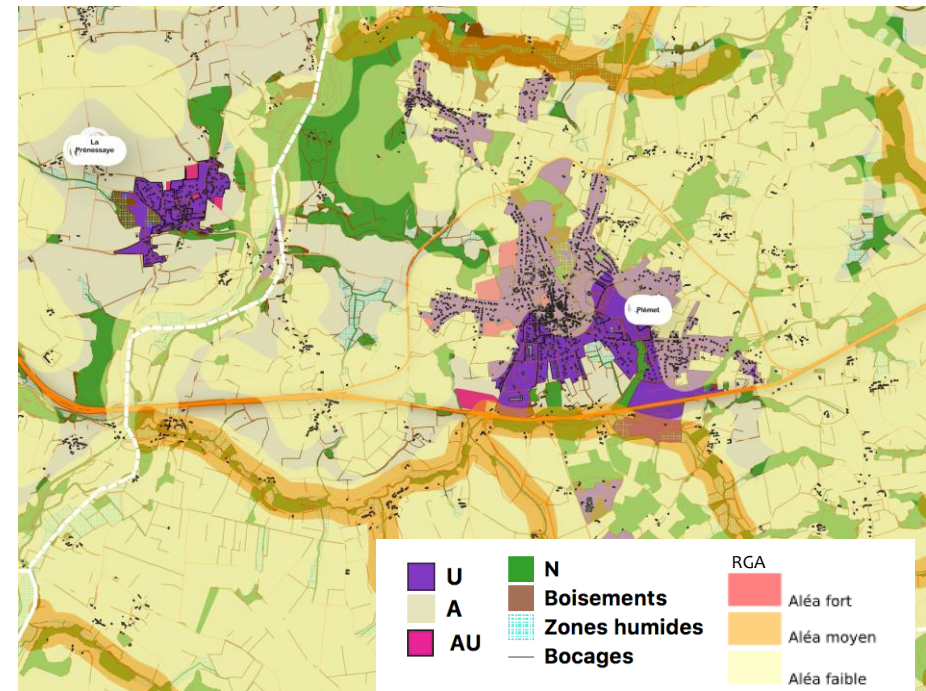 La
Prénessaye
Plémet
U
A
AU
N
Boisements
Zones humides
Bocages
RGA
Aléa fort
Aléa moyen
Aléa faible